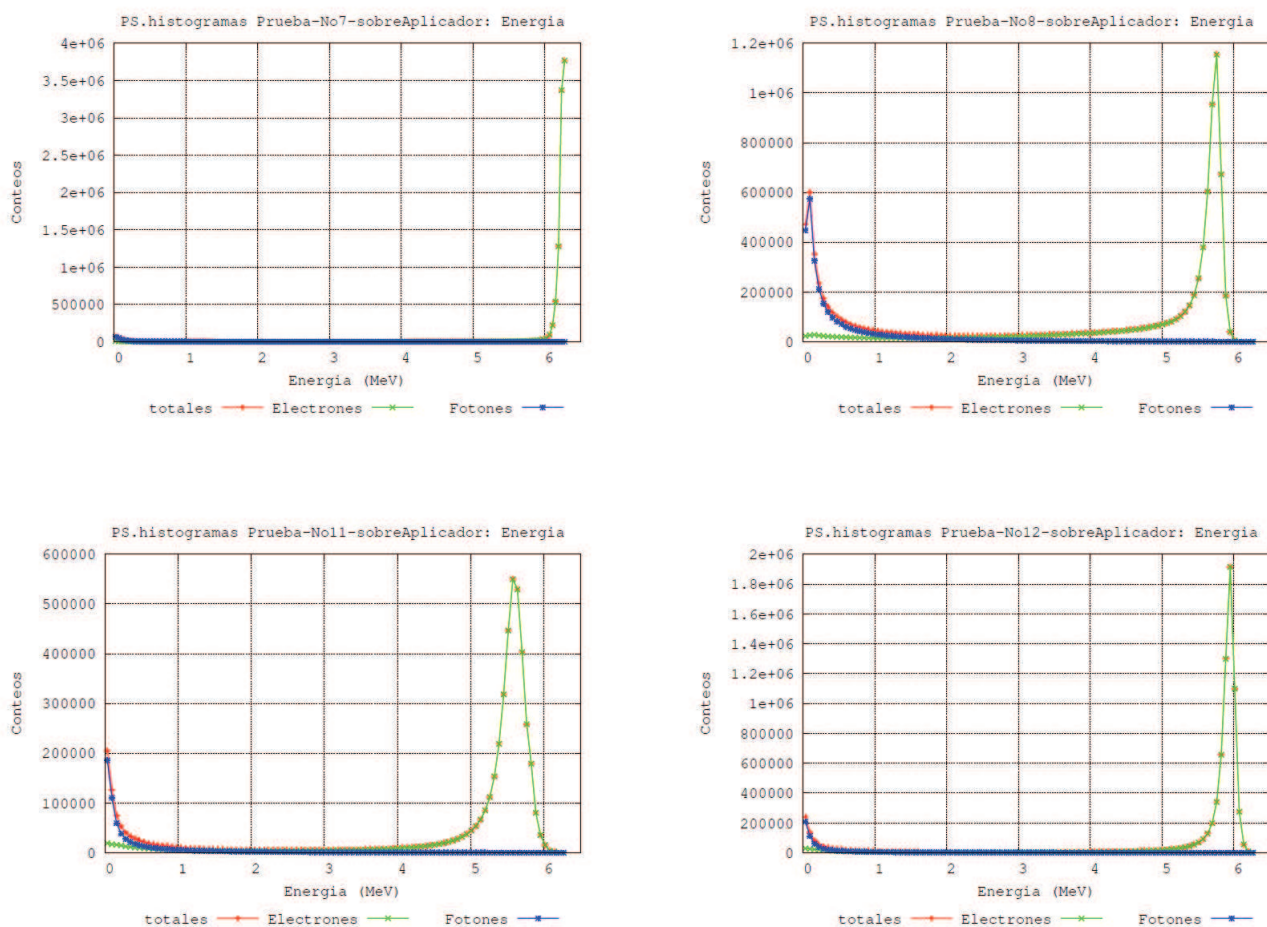 PS.histogramas Prueba-No7-sobreAplicador: Energia
4e+06
3.5e+06
3e+06
2.5e+06
2e+06
1.5e+06
1e+06
500000
0
0 1 2 3 4 5 6
Conteos
Energia (MeV)
totales Electrones Fotones
PS.histogramas Prueba-No8-sobreAplicador: Energia
1.2e+06
1e+06
800000
600000
400000
200000
0
0 1 2 3 4 5 6
Conteos
Energia (MeV)
totales Electrones Fotones
PS.histogramas Prueba-No11-sobreAplicador: Energia
600000
500000
400000
300000
200000
100000
0
0 1 2 3 4 5 6
Conteos
Energia (MeV)
totales Electrones Fotones
PS.histogramas Prueba-No12-sobreAplicador: Energia
2e+06
1.8e+06
1.6e+06
1.4e+06
1.2e+06
1e+06
800000
600000
400000
200000
0
0 1 2 3 4 5 6
Conteos
Energia (MeV)
totales Electrones Fotones